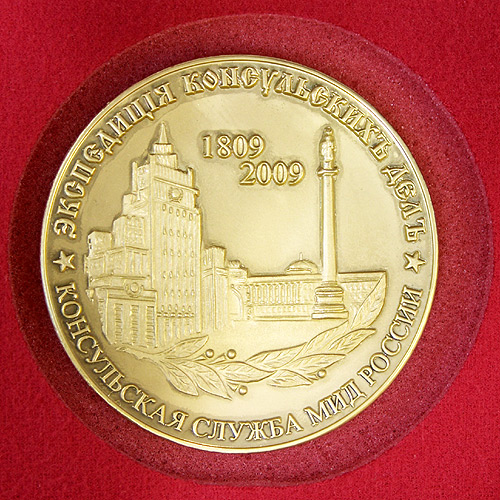 ЭКСПЕДИЦІЯ КОНСУЛЬСКИХЪ ДѢЛЪ
1809
2009
КОНСУЛЬСКАЯ СЛУЖБА МИД РОССИИ